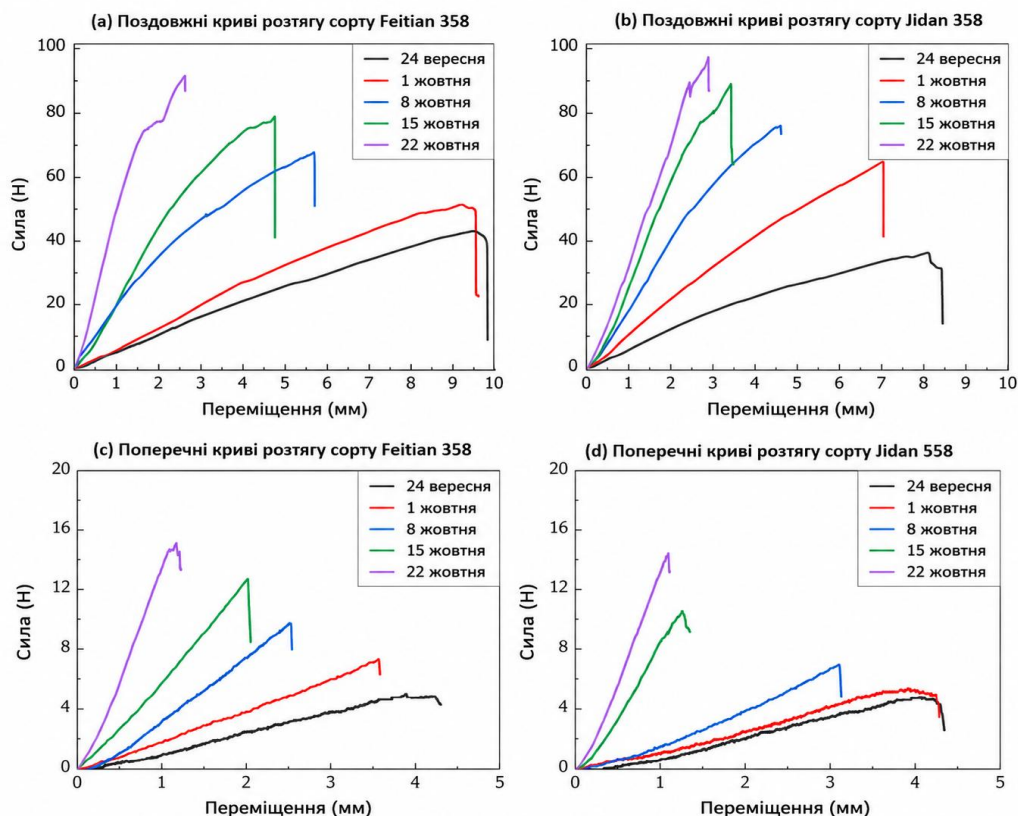 (a) Поздовжні криві розтягу сорту Feitian 358
100
80
60
40
20
0
Сила (Н)
0 1 2 3 4 5 6 7 8 9 10
Переміщення (мм)
24 вересня
1 жовтня
8 жовтня
15 жовтня
22 жовтня
(b) Поздовжні криві розтягу сорту Jidan 358
100
80
60
40
20
0
Сила (Н)
0 1 2 3 4 5 6 7 8 9 10
Переміщення (мм)
24 вересня
1 жовтня
8 жовтня
15 жовтня
22 жовтня
(c) Поперечні криві розтягу сорту Feitian 358
20
16
12
8
4
0
Сила (Н)
0 1 2 3 4 5
Переміщення (мм)
24 вересня
1 жовтня
8 жовтня
15 жовтня
22 жовтня
(d) Поперечні криві розтягу сорту Jidan 558
20
16
12
8
4
0
Сила (Н)
0 1 2 3 4 5
Переміщення (мм)
24 вересня
1 жовтня
8 жовтня
15 жовтня
22 жовтня